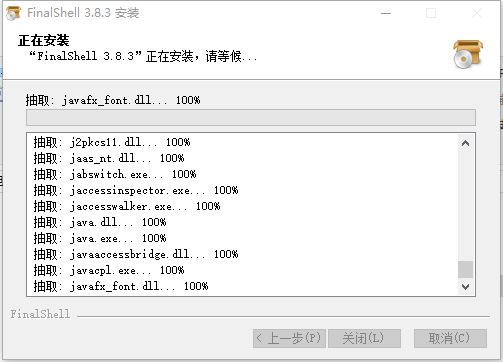 FinalShell 3.8.3 安装
正在安装
“FinalShell 3.8.3”正在安装，请等候...
抽取: javafx_font.dll... 100%
抽取: j2pkcs11.dll... 100%
抽取: jaas_nt.dll... 100%
抽取: jabswitch.exe... 100%
抽取: jaccessinspector.exe... 100%
抽取: jaccesswalker.exe... 100%
抽取: java.dll... 100%
抽取: java.exe... 100%
抽取: javaaccessbridge.dll... 100%
抽取: javacpl.exe... 100%
抽取: javafx_font.dll... 100%
FinalShell
< 上一步(P) 关闭(L) 取消(C)